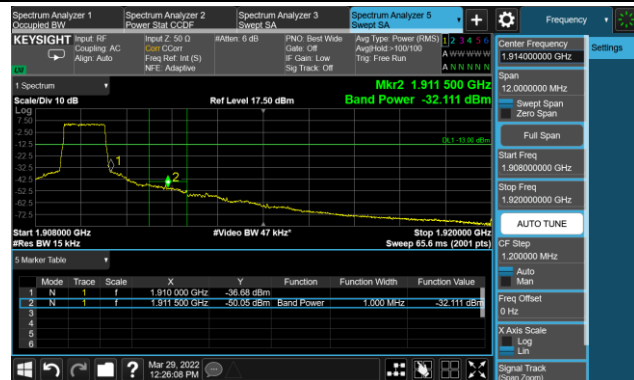 Spectrum Analyzer 1
Occupied BW
Spectrum Analyzer 2
Power Stat CCDF
Spectrum Analyzer 3
Swept SA
Spectrum Analyzer 5
Swept SA
Frequency
KEYSIGHT
Input: RF
Coupling: AC
Align: Auto
Input Z: 50 Ω
Corr CCorr
Freq Ref: Int (S)
NFE: Adaptive
#Atten: 6 dB
PNO: Best Wide
Gate: Off
IF Gain: Low
Sig Track: Off
Avg Type: Power (RMS)
Avg|Hold:>100/100
Trig: Free Run
1 2 3 4 5 6
A W W W W W
A N N N N N
1 Spectrum
Scale/Div 10 dB
Ref Level 17.50 dBm
Mkr2 1.911 500 GHz
Band Power -32.111 dBm
Log
7.50
-2.50
-12.5
-22.5
-32.5
-42.5
-52.5
-62.5
-72.5
DL1 -13.00 dBm
1
2
Start 1.908000 GHz
#Res BW 15 kHz
#Video BW 47 kHz*
Stop 1.920000 GHz
Sweep 65.6 ms (2001 pts)
5 Marker Table
Mode Trace Scale X Y Function Function Width Function Value
1 N 1 f 1.910 000 GHz -36.68 dBm
2 N 1 f 1.911 500 GHz -50.05 dBm Band Power 1.000 MHz -32.111 dBm
3
4
5
6
Mar 29, 2022
12:26:08 PM
Center Frequency
1.914000000 GHz
Settings
Span
12.0000000 MHz
Swept Span
Zero Span
Full Span
Start Freq
1.908000000 GHz
Stop Freq
1.920000000 GHz
AUTO TUNE
CF Step
1.200000 MHz
Auto
Man
Freq Offset
0 Hz
X Axis Scale
Log
Lin
Signal Track
(Span Zoom)